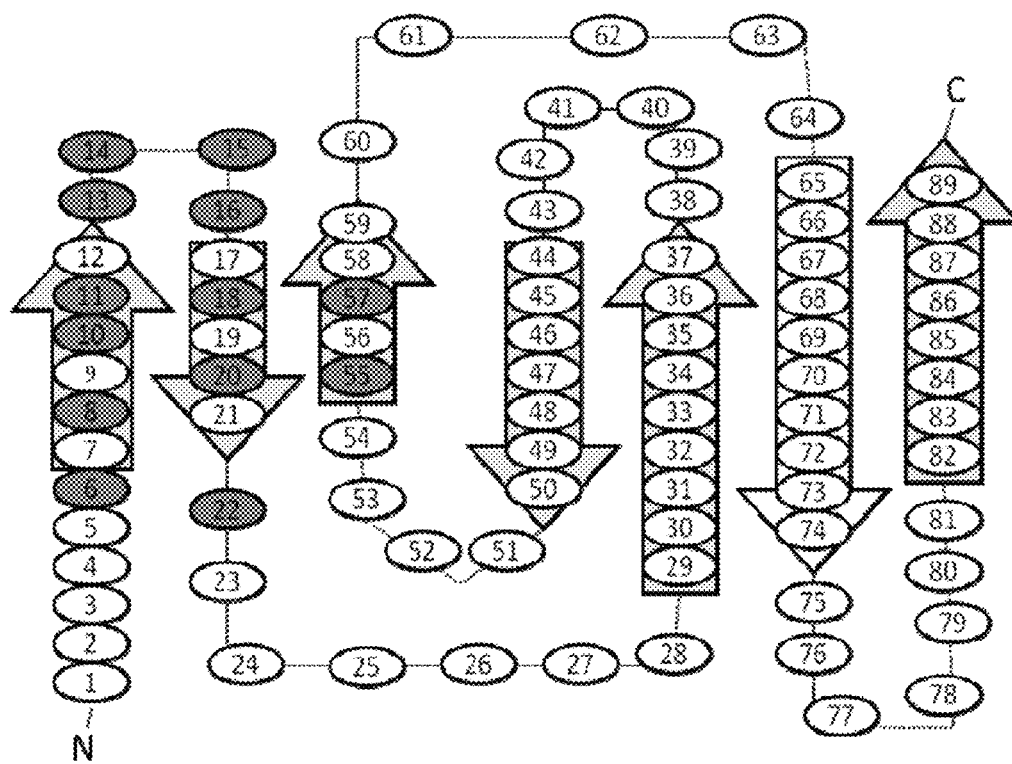 61 62 63
C
41 40 64
14 15 60 42 39
13 16 59 43 38 65 89
12 17 58 44 37 66 88
11 18 57 45 36 67 87
10 19 56 46 35 68 86
9 20 55 47 34 69 85
8 21 54 48 33 70 84
7 53 49 32 71 83
6 22 50 31 72 82
5 52 51 30 73 81
4 23 29 74 80
3 24 25 26 27 28 75 79
2 76 78
1 77
N